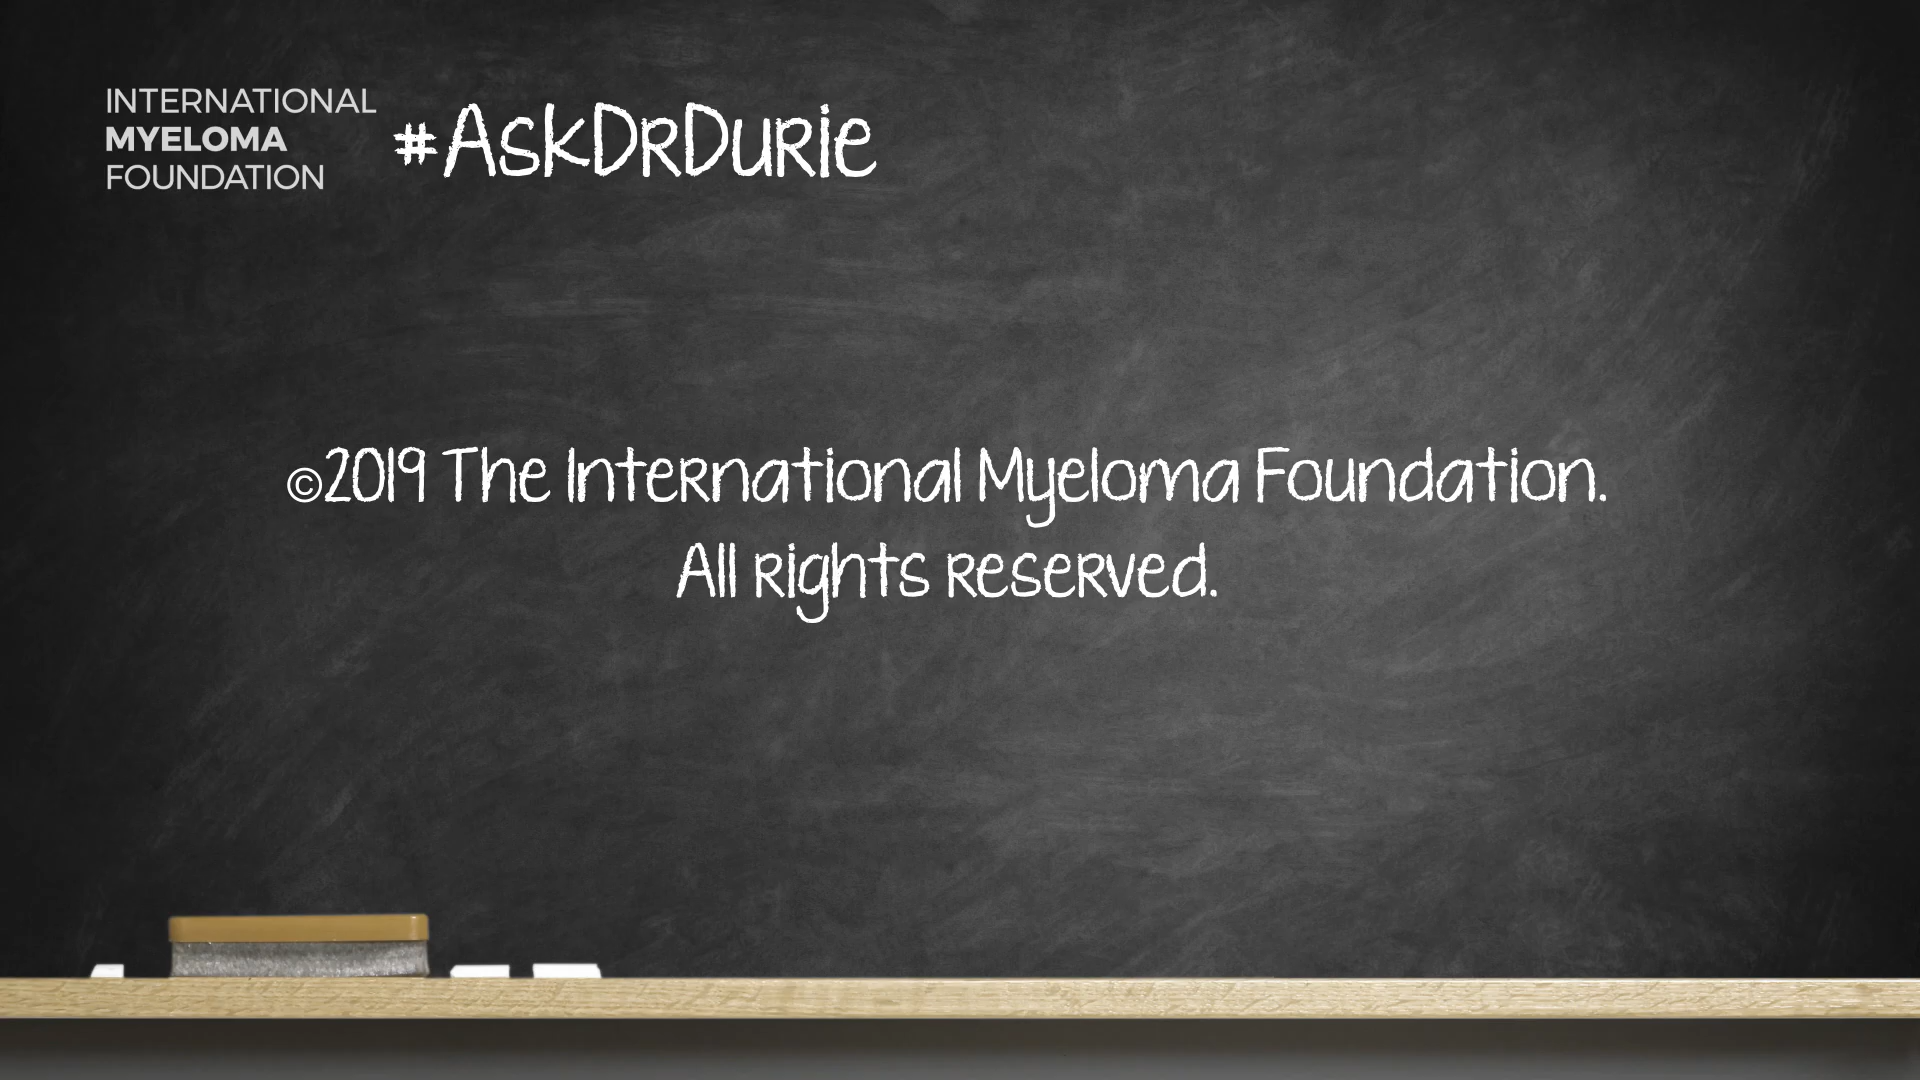 INTERNATIONAL
MYELOMA
FOUNDATION
#AskDrDurie
©2019 The International Myeloma Foundation.
All rights reserved.